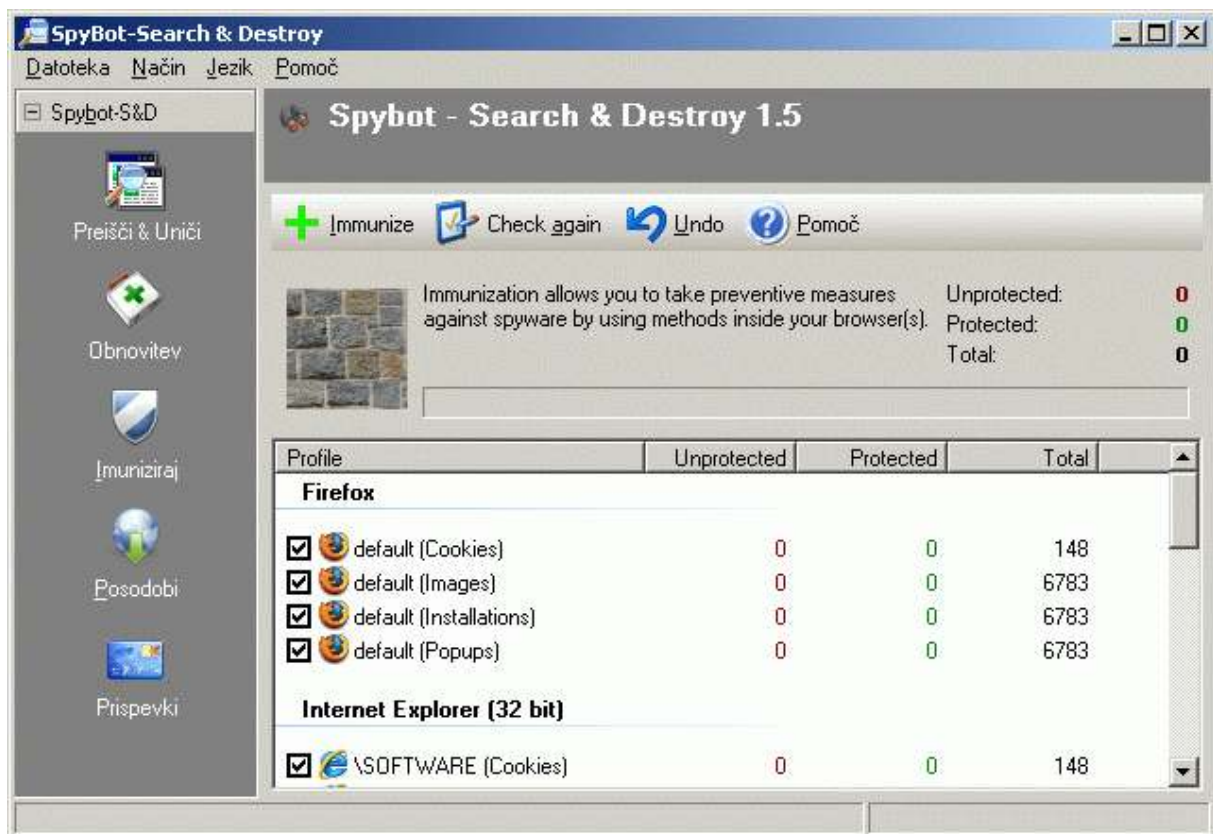 SpyBot-Search & Destroy
Datoteka Način Jezik Pomoč
Spybot-S&D
Preišči & Uniči
Obnovitev
Imuniziraj
Posodobi
Prispevki
Spybot - Search & Destroy 1.5
Immunize Check again Undo Pomoč
Immunization allows you to take preventive measures
against spyware by using methods inside your browser(s).
Unprotected: 0
Protected: 0
Total: 0
Profile Unprotected Protected Total
Firefox
default (Cookies) 0 0 148
default (Images) 0 0 6783
default (Installations) 0 0 6783
default (Popups) 0 0 6783
Internet Explorer (32 bit)
\SOFTWARE (Cookies) 0 0 148